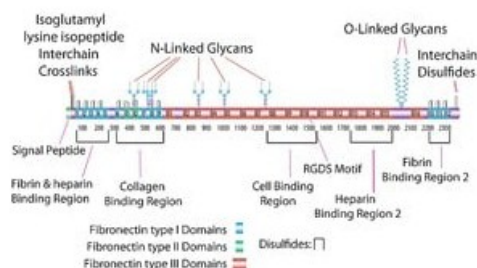 Isoglutamyl
lysine isopeptide
Interchain
Crosslinks
N-Linked Glycans
O-Linked Glycans
Interchain
Disulfides
100 200 300 400 500 600 700 800 900 1000 1100 1200 1300 1400 1500 1600 1700 1800 1900 2000 2100 2200 2300
Signal Peptide
Fibrin & heparin
Binding Region
Collagen
Binding Region
Cell Binding
Region
RGDS Motif
Heparin
Binding Region 2
Fibrin
Binding Region 2
Fibronectin type I Domains
Fibronectin type II Domains
Fibronectin type III Domains
Disulfides: